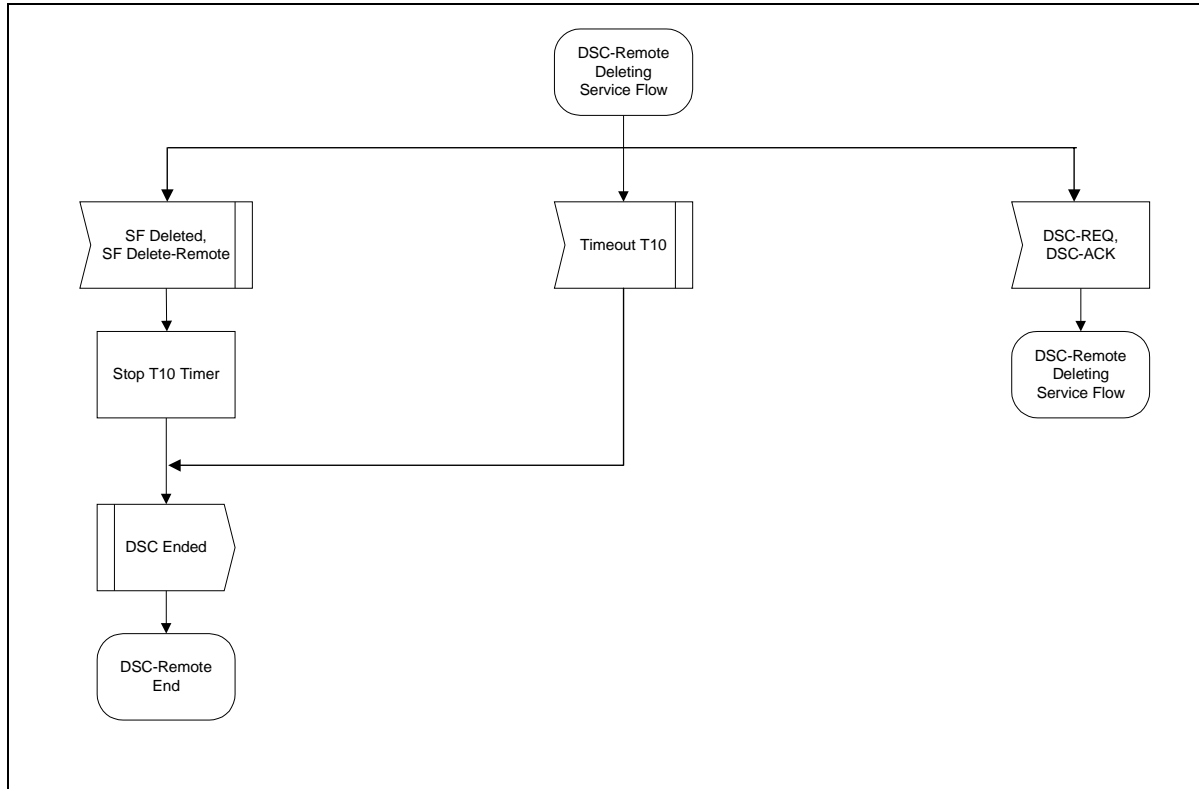 DSC-Remote
Deleting
Service Flow
SF Deleted,
SF Delete-Remote
Timeout T10
DSC-REQ,
DSC-ACK
Stop T10 Timer
DSC-Remote
Deleting
Service Flow
DSC Ended
DSC-Remote
End